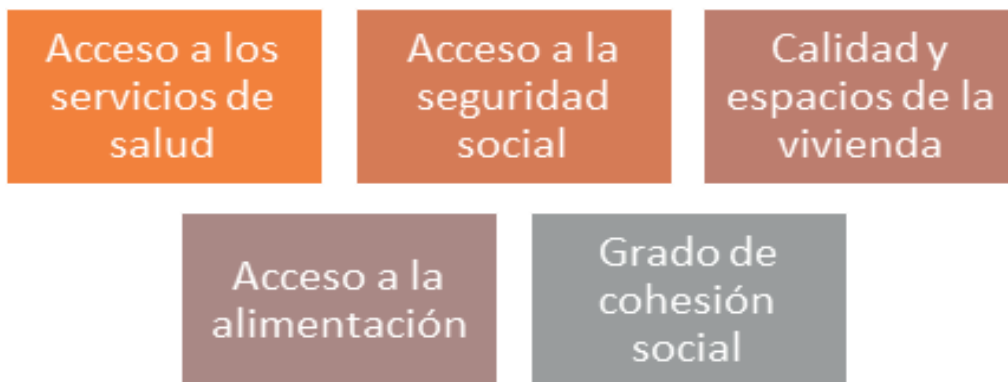 Acceso a los
servicios de
salud
Acceso a la
seguridad
social
Calidad y
espacios de la
vivienda
Acceso a la
alimentación
Grado de
cohesión
social